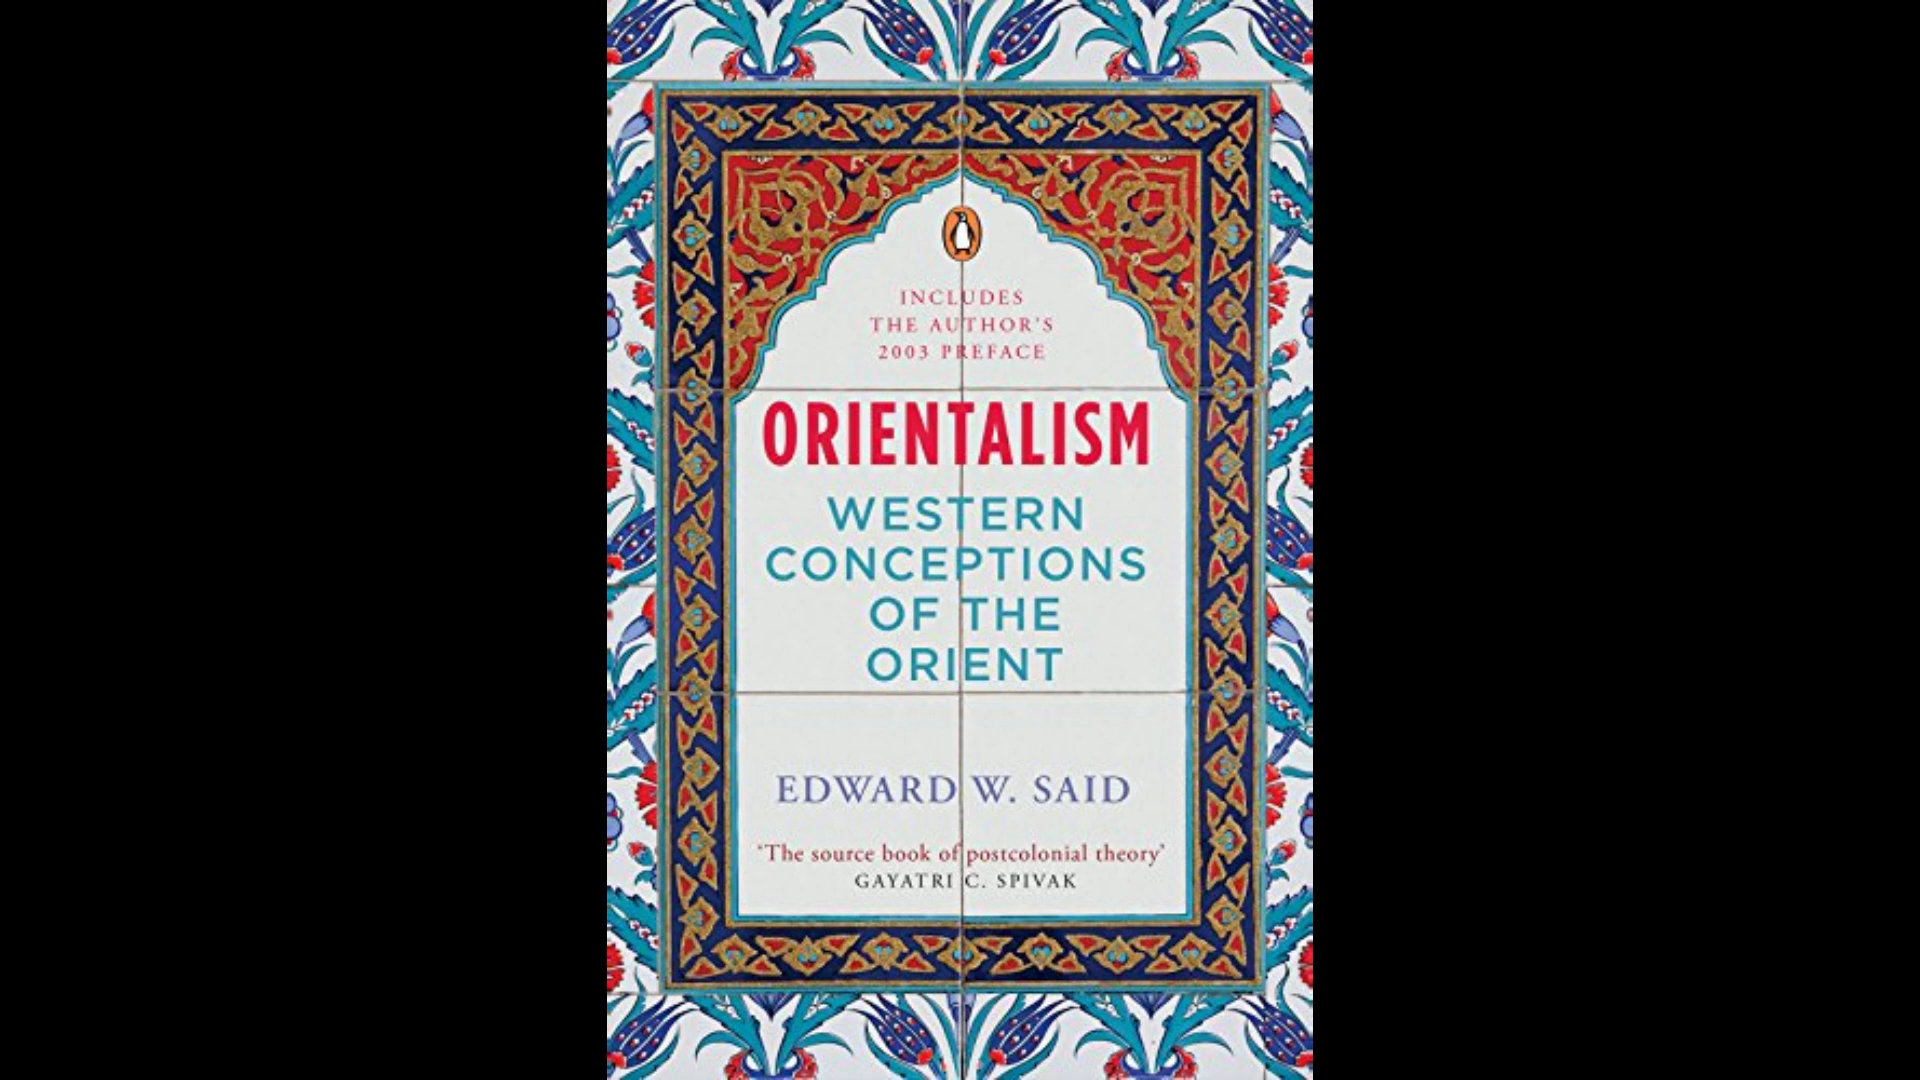 INCLUDES
THE AUTHOR'S
2003 PREFACE
ORIENTALISM
WESTERN
CONCEPTIONS
OF THE
ORIENT
EDWARD W. SAID
‘The source book of postcolonial theory’
GAYATRI C. SPIVAK